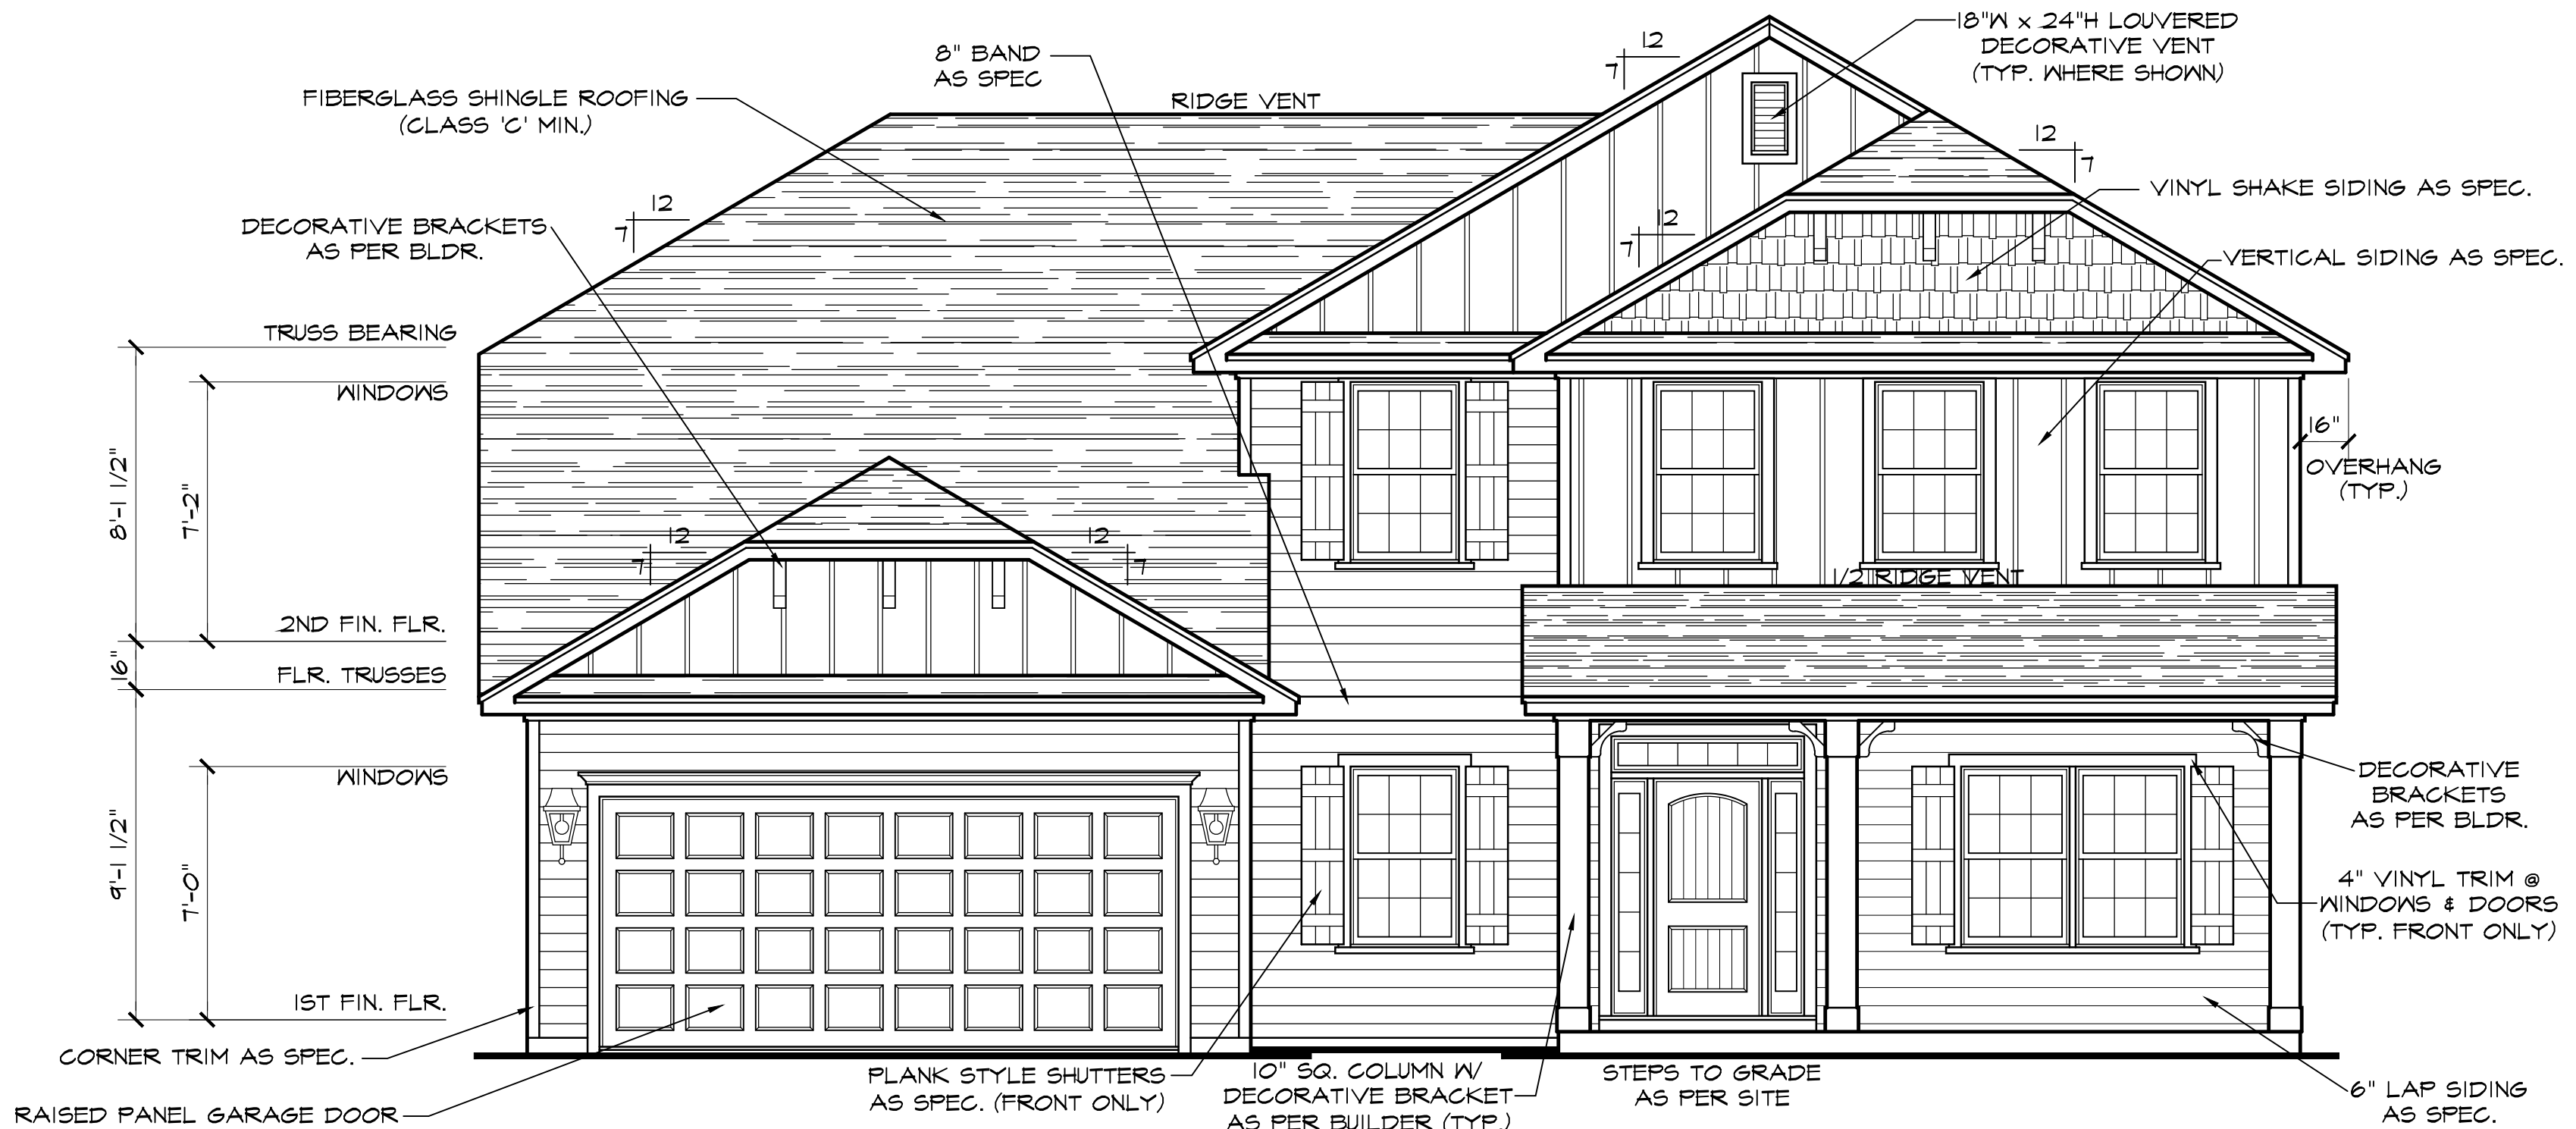 18"W x 24"H LOUVERED
DECORATIVE VENT
(TYP. WHERE SHOWN)
8" BAND
AS SPEC
12
7
FIBERGLASS SHINGLE ROOFING
(CLASS 'C' MIN.)
RIDGE VENT
12
7
VINYL SHAKE SIDING AS SPEC.
12
7
12
7
DECORATIVE BRACKETS
AS PER BLDR.
VERTICAL SIDING AS SPEC.
TRUSS BEARING
WINDOWS
8'-1 1/2"
7'-2"
16"
OVERHANG
(TYP.)
12
7
12
7
1/2 RIDGE VENT
2ND FIN. FLR.
16"
FLR. TRUSSES
WINDOWS
9'-1 1/2"
7'-0"
DECORATIVE
BRACKETS
AS PER BLDR.
4" VINYL TRIM @
WINDOWS & DOORS
(TYP. FRONT ONLY)
1ST FIN. FLR.
CORNER TRIM AS SPEC.
RAISED PANEL GARAGE DOOR
PLANK STYLE SHUTTERS
AS SPEC. (FRONT ONLY)
10" SQ. COLUMN W/
DECORATIVE BRACKET
AS PER BUILDER (TYP.)
STEPS TO GRADE
AS PER SITE
6" LAP SIDING
AS SPEC.